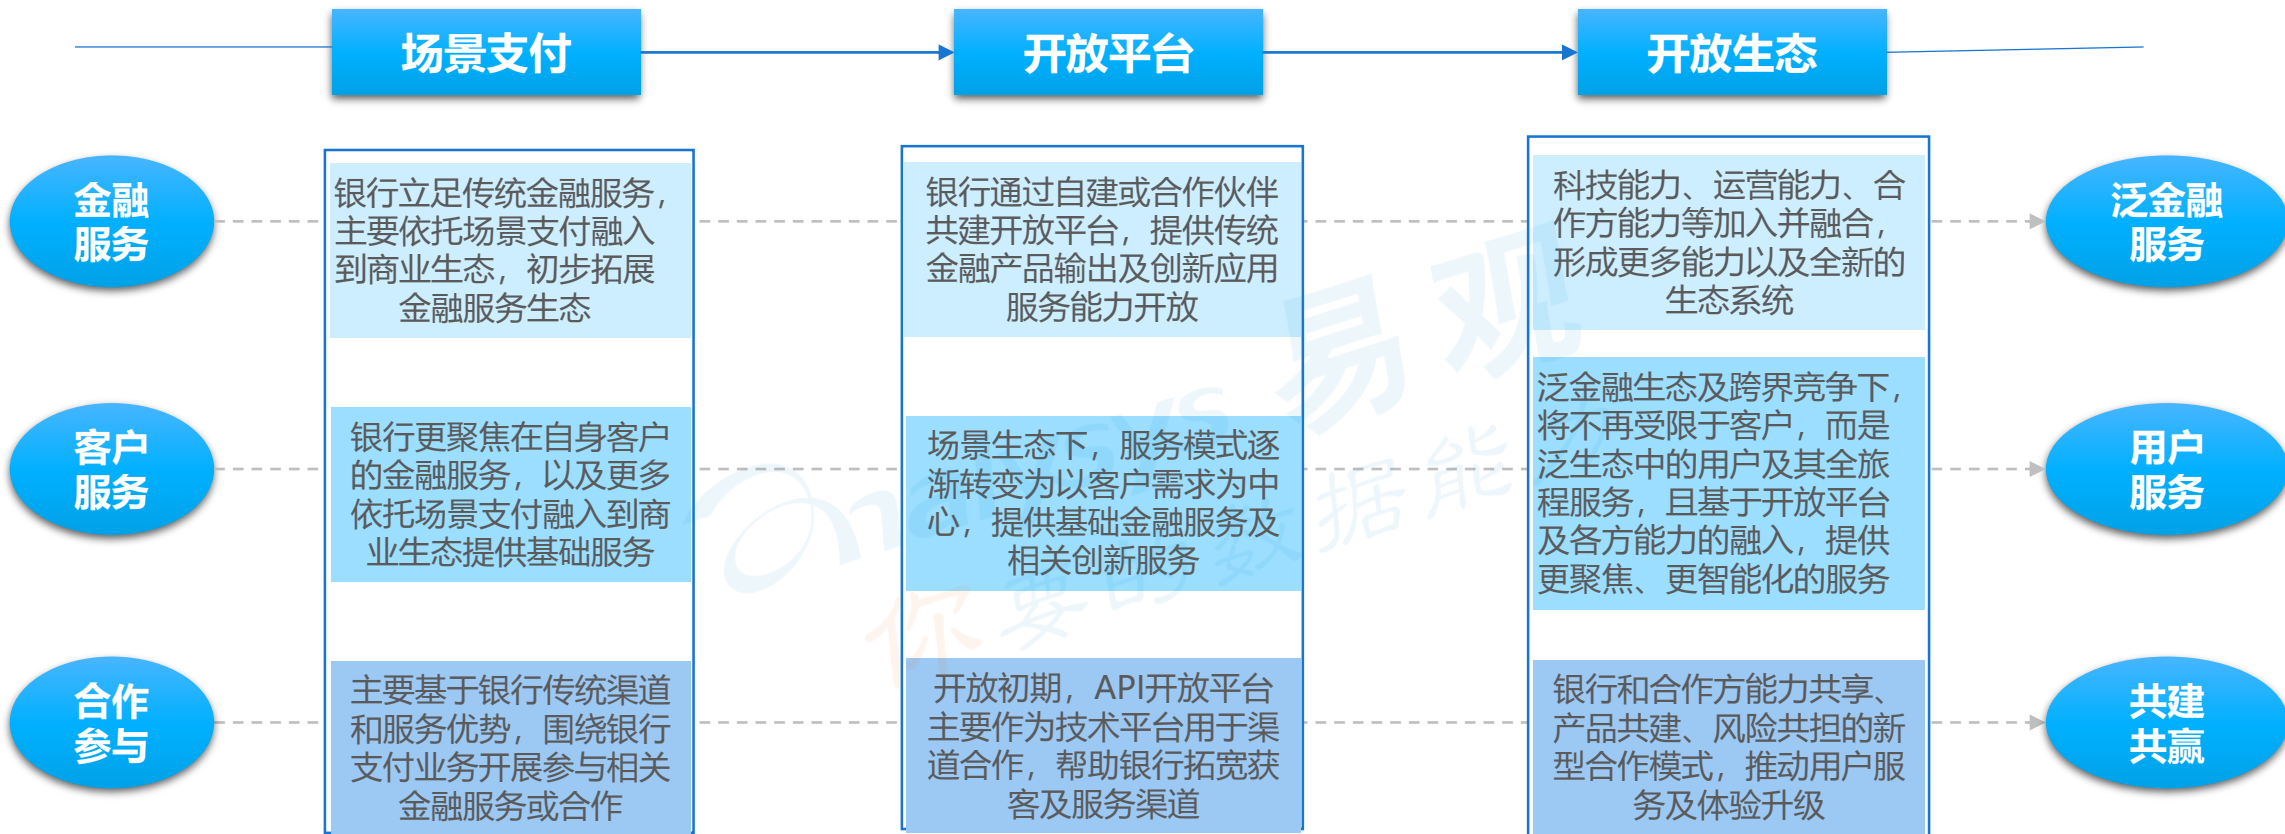 场景支付
开放平台
开放生态
金融
服务
银行立足传统金融服务，
主要依托场景支付融入
到商业生态，初步拓展
金融服务生态
银行通过自建或合作伙伴
共建开放平台，提供传统
金融产品输出及创新应用
服务能力开放
科技能力、运营能力、合
作方能力等加入并融合，
形成更多能力以及全新的
生态系统
泛金融
服务
客户
服务
银行更聚焦在自身客户
的金融服务，以及更多
依托场景支付融入到商
业生态提供基础服务
场景生态下，服务模式逐
渐转变为以客户需求为中
心，提供基础金融服务及
相关创新服务
泛金融生态及跨界竞争下，
将不再受限于客户，而是
泛生态中的用户及其全旅
程服务，且基于开放平台
及各方能力的融入，提供
更聚焦、更智能化的服务
用户
服务
合作
参与
主要基于银行传统渠道
和服务优势，围绕银行
支付业务开展参与相关
金融服务或合作
开放初期，API开放平台
主要作为技术平台用于渠
道合作，帮助银行拓宽获
客及服务渠道
银行和合作方能力共享、
产品共建、风险共担的新
型合作模式，推动用户服
务及体验升级
共建
共赢
analysys 易观
你要的数据能